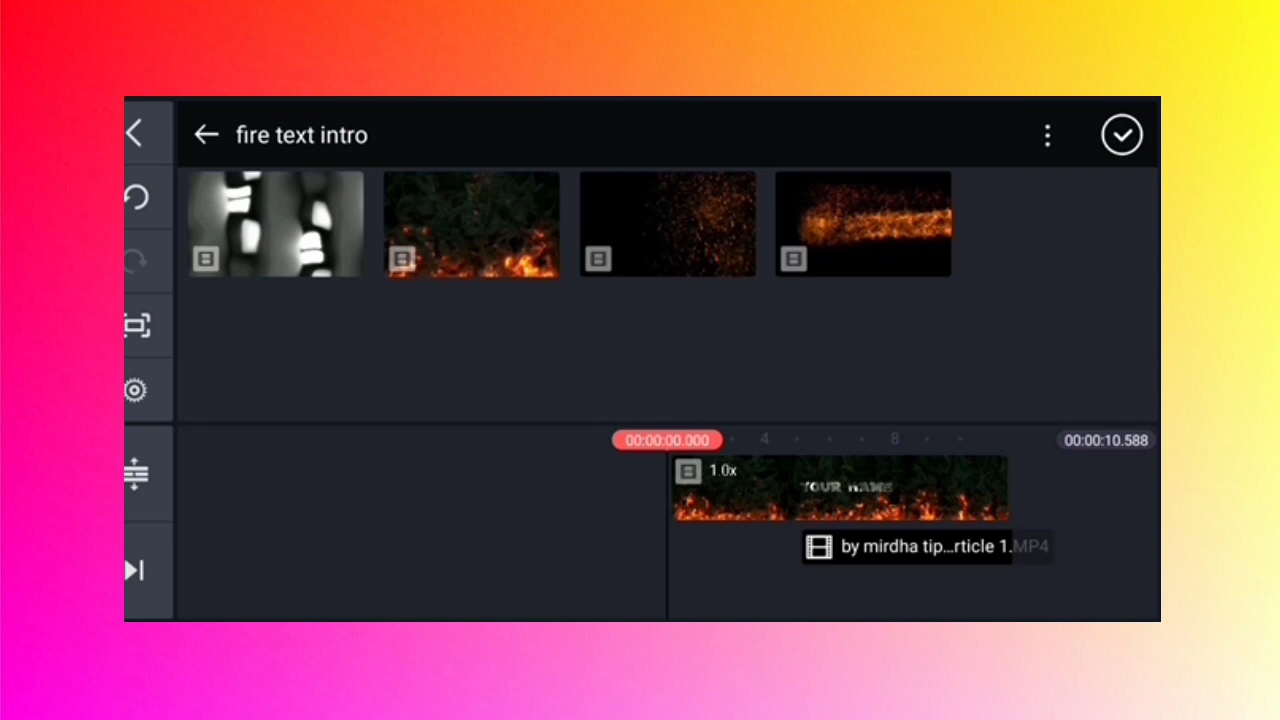 fire text intro
00:00:00.000
4
8
00:00:10.588
1.0x
YOUR NAME
by mirdha tip...rticle 1.MP4